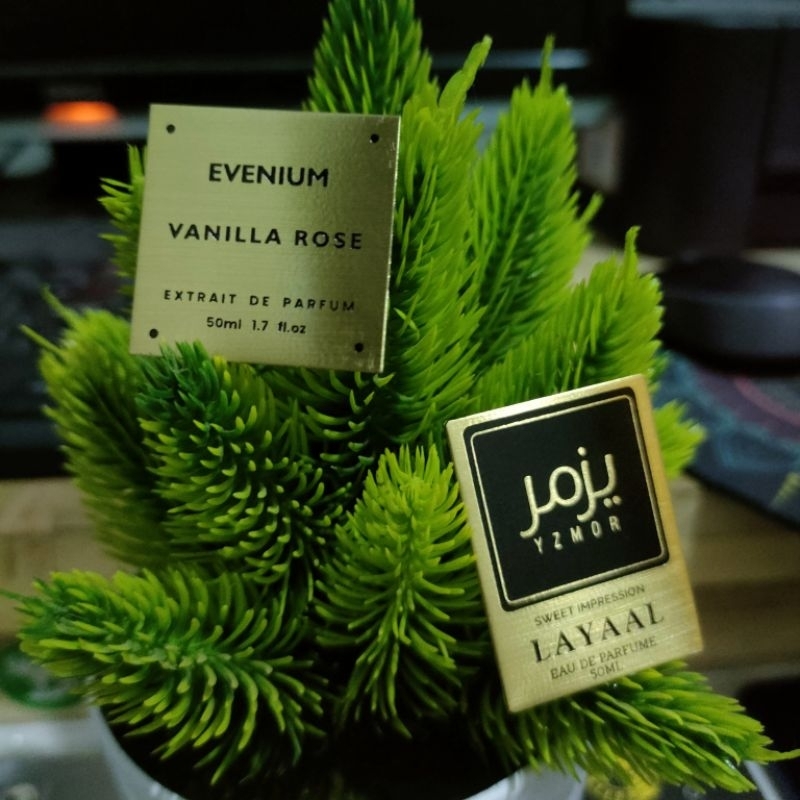 EVENIUM
VANILLA ROSE
EXTRAIT DE PARFUM
50ml 1.7 fl.oz
يزمر
YZMOR
SWEET IMPRESSION
LAYAAL
EAU DE PARFUME
50ML